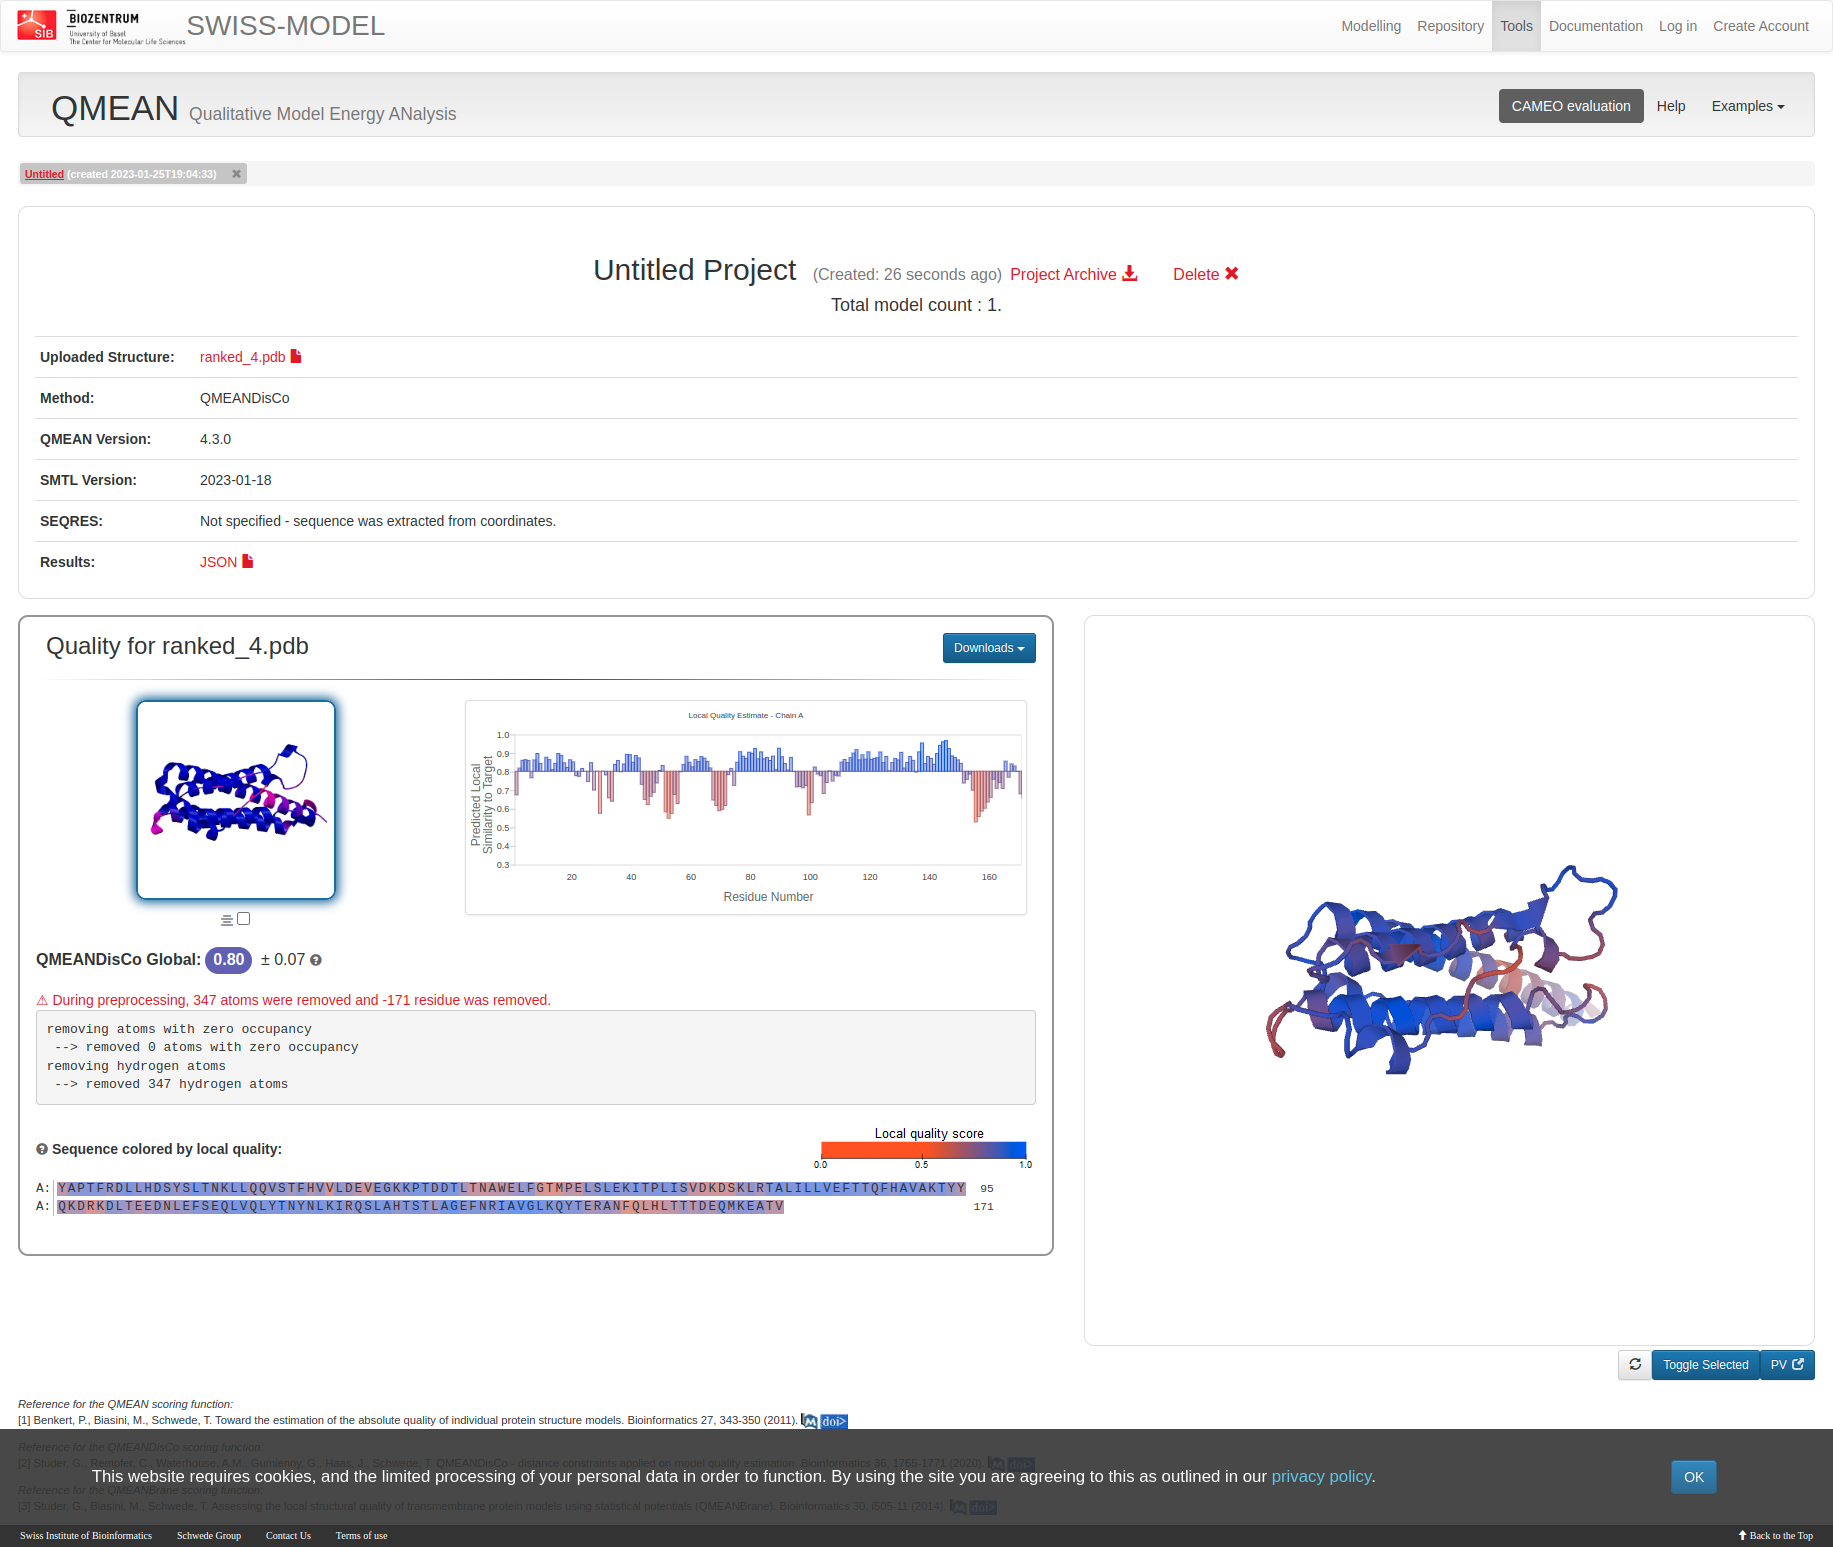 SIB
BIOZENTRUM
University of Basel
The Center for Molecular Life Sciences
SWISS-MODEL
Modelling Repository Tools Documentation Log in Create Account
QMEAN Qualitative Model Energy ANalysis
CAMEO evaluation Help Examples
Untitled (created 2023-01-25T19:04:33) ✖
Untitled Project (Created: 26 seconds ago) Project Archive Delete ✖
Total model count : 1.
Uploaded Structure: ranked_4.pdb
Method: QMEANDisCo
QMEAN Version: 4.3.0
SMTL Version: 2023-01-18
SEQRES: Not specified - sequence was extracted from coordinates.
Results: JSON
Quality for ranked_4.pdb
Downloads
Local Quality Estimate - Chain A
Predicted Local
Similarity to Target
1.0
0.9
0.8
0.7
0.6
0.5
0.4
0.3
20 40 60 80 100 120 140 160
Residue Number
QMEANDisCo Global: 0.80 ± 0.07
⚠ During preprocessing, 347 atoms were removed and -171 residue was removed.
removing atoms with zero occupancy
--> removed 0 atoms with zero occupancy
removing hydrogen atoms
--> removed 347 hydrogen atoms
Sequence colored by local quality:
Local quality score
0.0 0.5 1.0
A: YAPTFRDLLHDSYSLTNKLLQQVSTFHVVLDEVEGKKPTDDTLTNAWELFGTMPELSLEKITPLISVDKDSKLRTALILLVEFTTQFHAVAKTYY 95
A: QKDRKDLTEEDNLEFSEQLVQLYTNYNLKIRQSLAHTSTLAGEFNRIAVGLKQYTERANFQLHLTTTDEQMKEATV 171
Toggle Selected PV
Reference for the QMEAN scoring function:
[1] Benkert, P., Biasini, M., Schwede, T. Toward the estimation of the absolute quality of individual protein structure models. Bioinformatics 27, 343-350 (2011). M doi>
Reference for the QMEANDisCo scoring function:
[2] Studer, G., Rempfer, C., Waterhouse, A.M., Gumienny, G., Haas, J., Schwede, T. QMEANDisCo - distance constraints applied on model quality estimation. Bioinformatics 36, 1765-1771 (2020). M doi>
This website requires cookies, and the limited processing of your personal data in order to function. By using the site you are agreeing to this as outlined in our privacy policy.
OK
Reference for the QMEANBrane scoring function:
[3] Studer, G., Biasini, M., Schwede, T. Assessing the local structural quality of transmembrane protein models using statistical potentials (QMEANBrane). Bioinformatics 30, i505-11 (2014). M doi>
Swiss Institute of Bioinformatics Schwede Group Contact Us Terms of use
Back to the Top